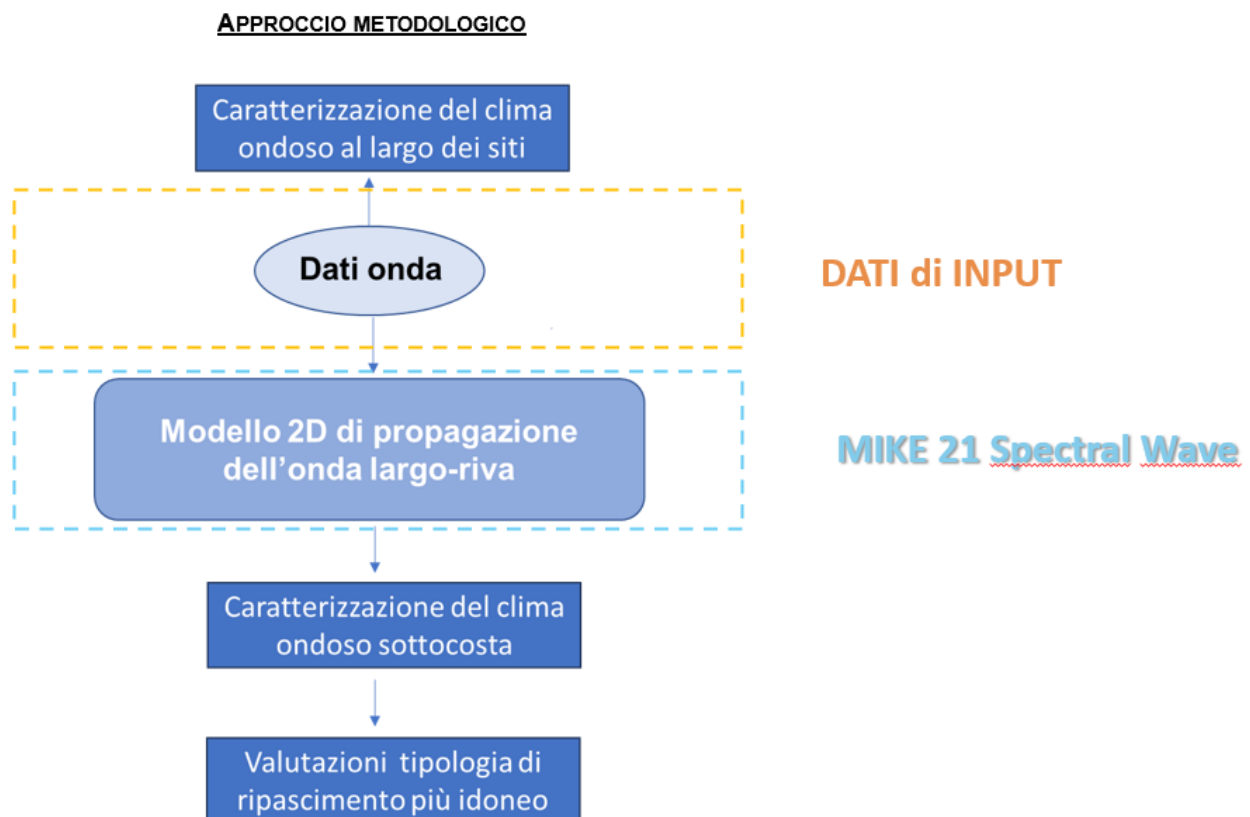 APPROCCIO METODOLOGICO
Caratterizzazione del clima
ondoso al largo dei siti
Dati onda
DATI di INPUT
Modello 2D di propagazione
dell'onda largo-riva
MIKE 21 Spectral Wave
Caratterizzazione del clima
ondoso sottocosta
Valutazioni tipologia di
ripascimento più idoneo